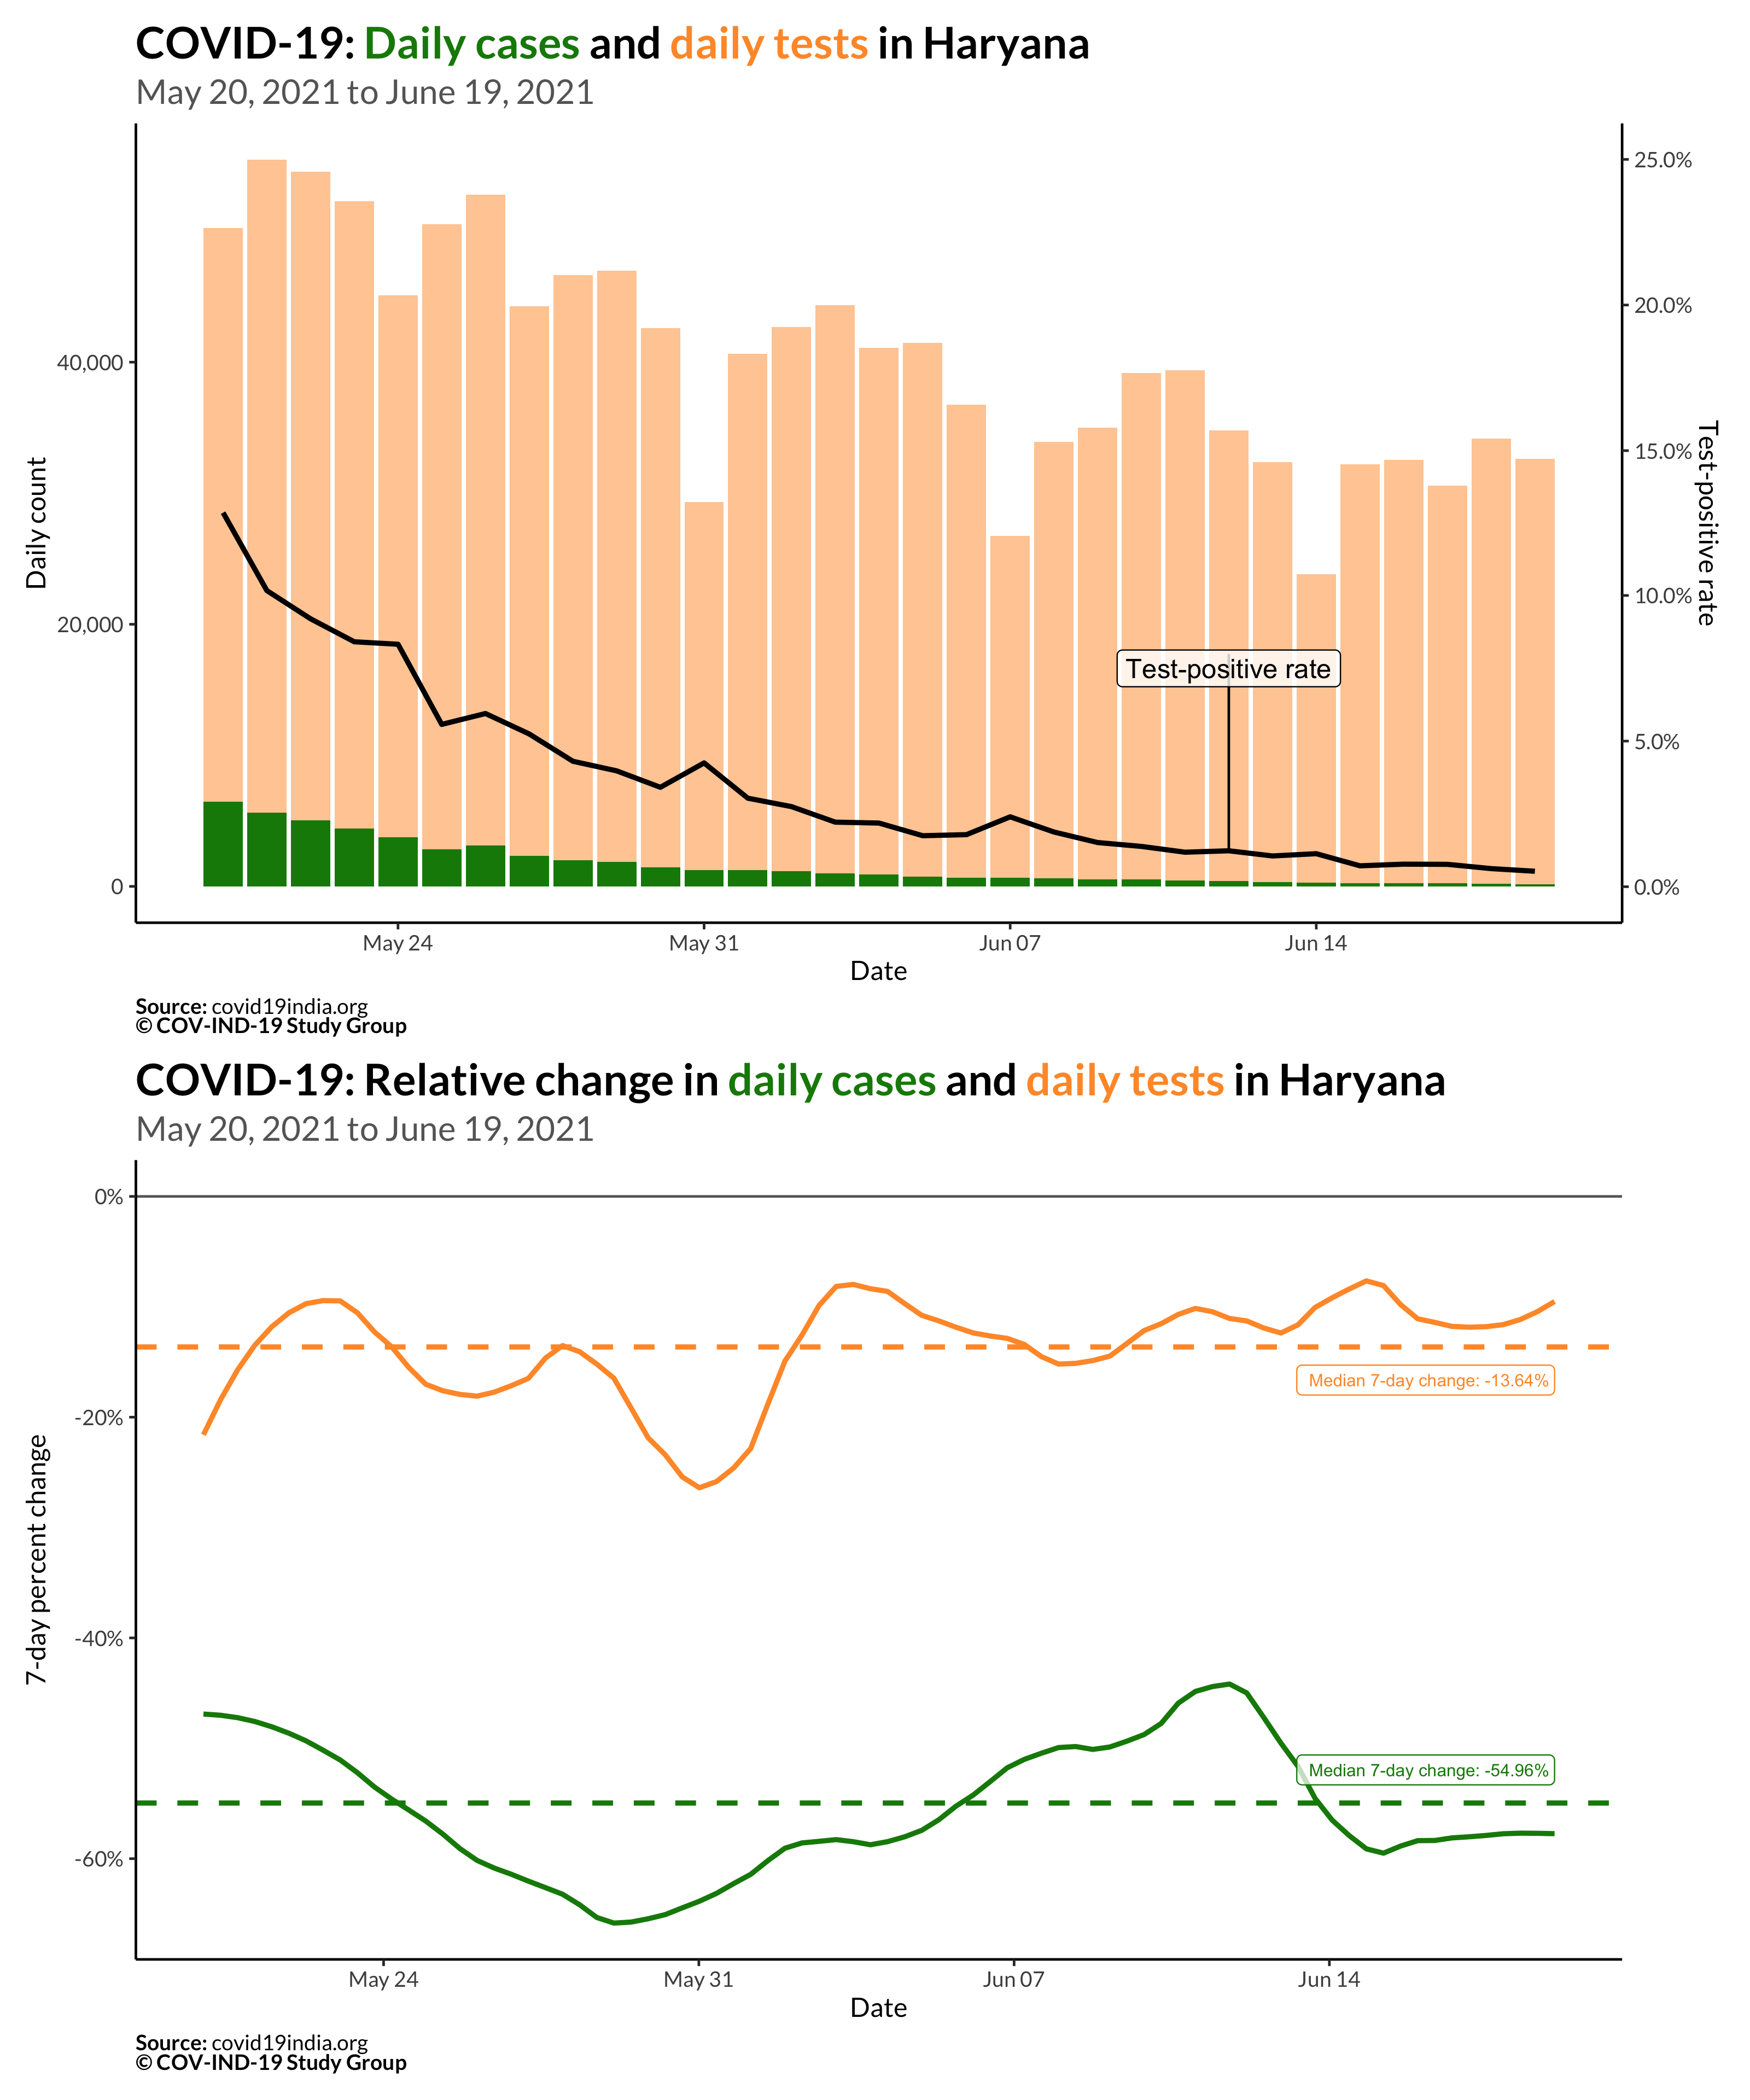 COVID-19: Daily cases and daily tests in Haryana
May 20, 2021 to June 19, 2021
25.0%
20.0%
40,000
15.0%
Daily count
Test-positive rate
10.0%
20,000
Test-positive rate
5.0%
0
0.0%
May 24
May 31
Jun 07
Jun 14
Date
Source: covid19india.org
© COV-IND-19 Study Group
COVID-19: Relative change in daily cases and daily tests in Haryana
May 20, 2021 to June 19, 2021
0%
Median 7-day change: -13.64%
-20%
7-day percent change
-40%
Median 7-day change: -54.96%
-60%
May 24
May 31
Jun 07
Jun 14
Date
Source: covid19india.org
© COV-IND-19 Study Group